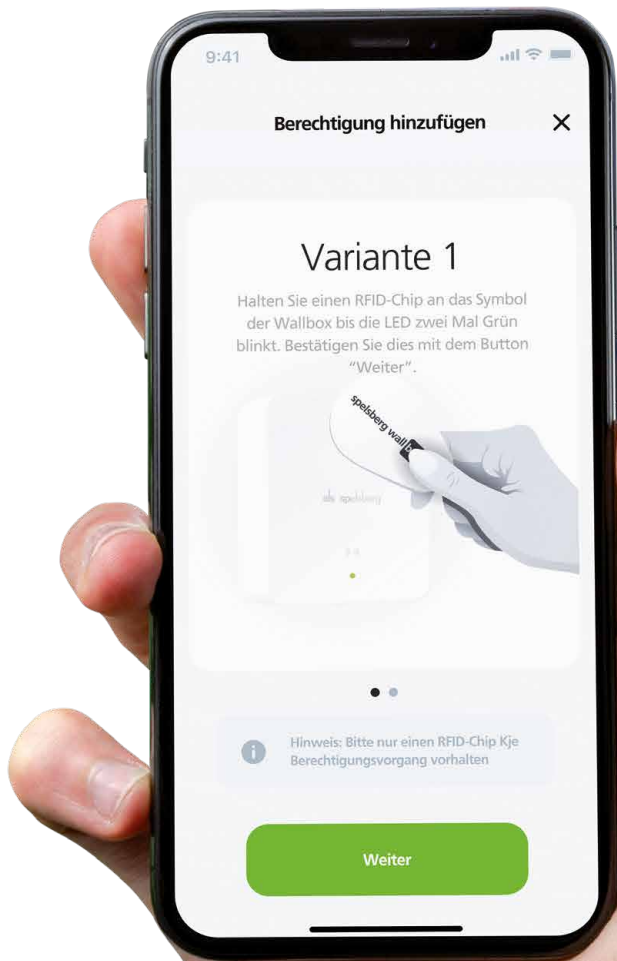 9:41
Berechtigung hinzufügen
Variante 1
Halten Sie einen RFID-Chip an das Symbol
der Wallbox bis die LED zwei Mal Grün
blinkt. Bestätigen Sie dies mit dem Button
“Weiter”.
spelsberg wallb
els spelsberg
Hinweis: Bitte nur einen RFID-Chip Kje
Berechtigungsvorgang vorhalten
Weiter